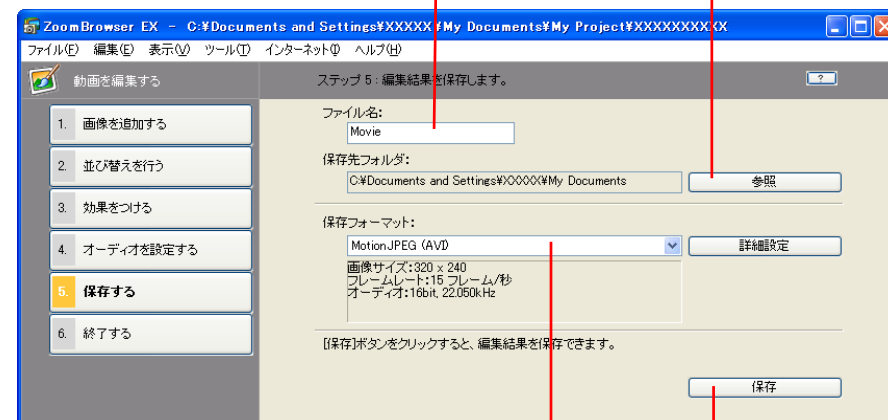 ZoomBrowser EX - C:¥Documents and Settings¥XXXXX¥My Documents¥My Project¥XXXXXXXXXX
ファイル(F) 編集(E) 表示(V) ツール(T) インターネット(I) ヘルプ(H)
動画を編集する
ステップ 5 : 編集結果を保存します。
?
1. 画像を追加する
2. 並び替えを行う
3. 効果をつける
4. オーディオを設定する
5. 保存する
6. 終了する
ファイル名:
Movie
保存先フォルダ:
C:¥Documents and Settings¥XXXXX¥My Documents
参照
保存フォーマット:
MotionJPEG (AVI)
詳細設定
画像サイズ:320 x 240
フレームレート:15 フレーム/秒
オーディオ:16bit, 22.050kHz
[保存]ボタンをクリックすると、編集結果を保存できます。
保存